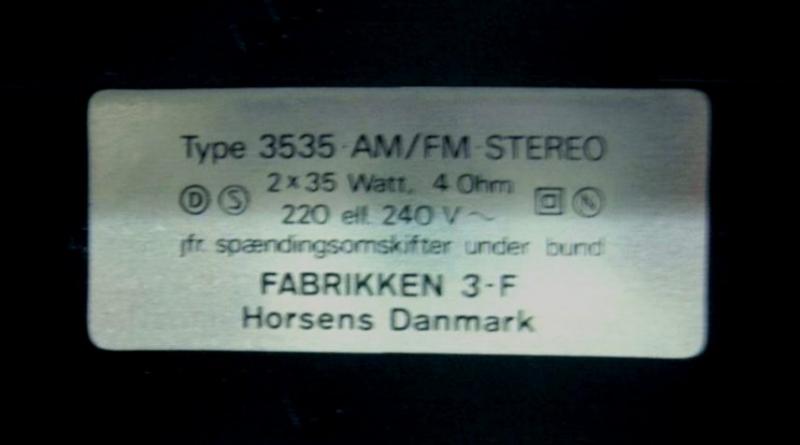 Type 3535 AM/FM STEREO
2 x 35 Watt, 4 Ohm
D S 220 ell. 240 V ~ N
jfr. spændingsomskifter under bund
FABRIKKEN 3-F
Horsens Danmark